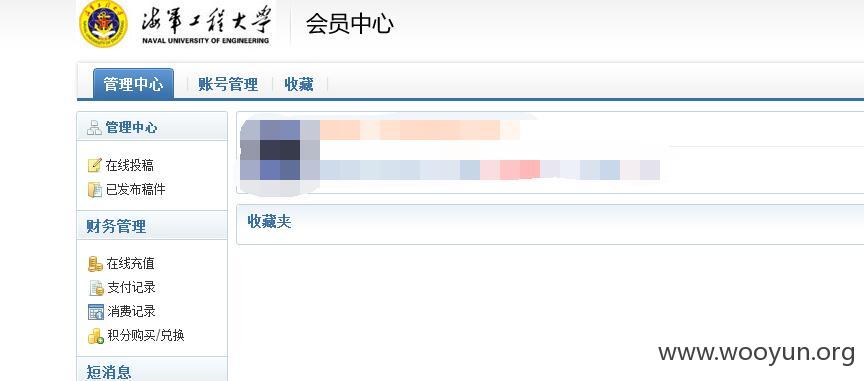 海军工程大学
NAVAL UNIVERSITY OF ENGINEERING
会员中心
管理中心 账号管理 收藏
管理中心
在线投稿
已发布稿件
财务管理
在线充值
支付记录
消费记录
积分购买/兑换
短消息
收藏夹
www.wooyun.org